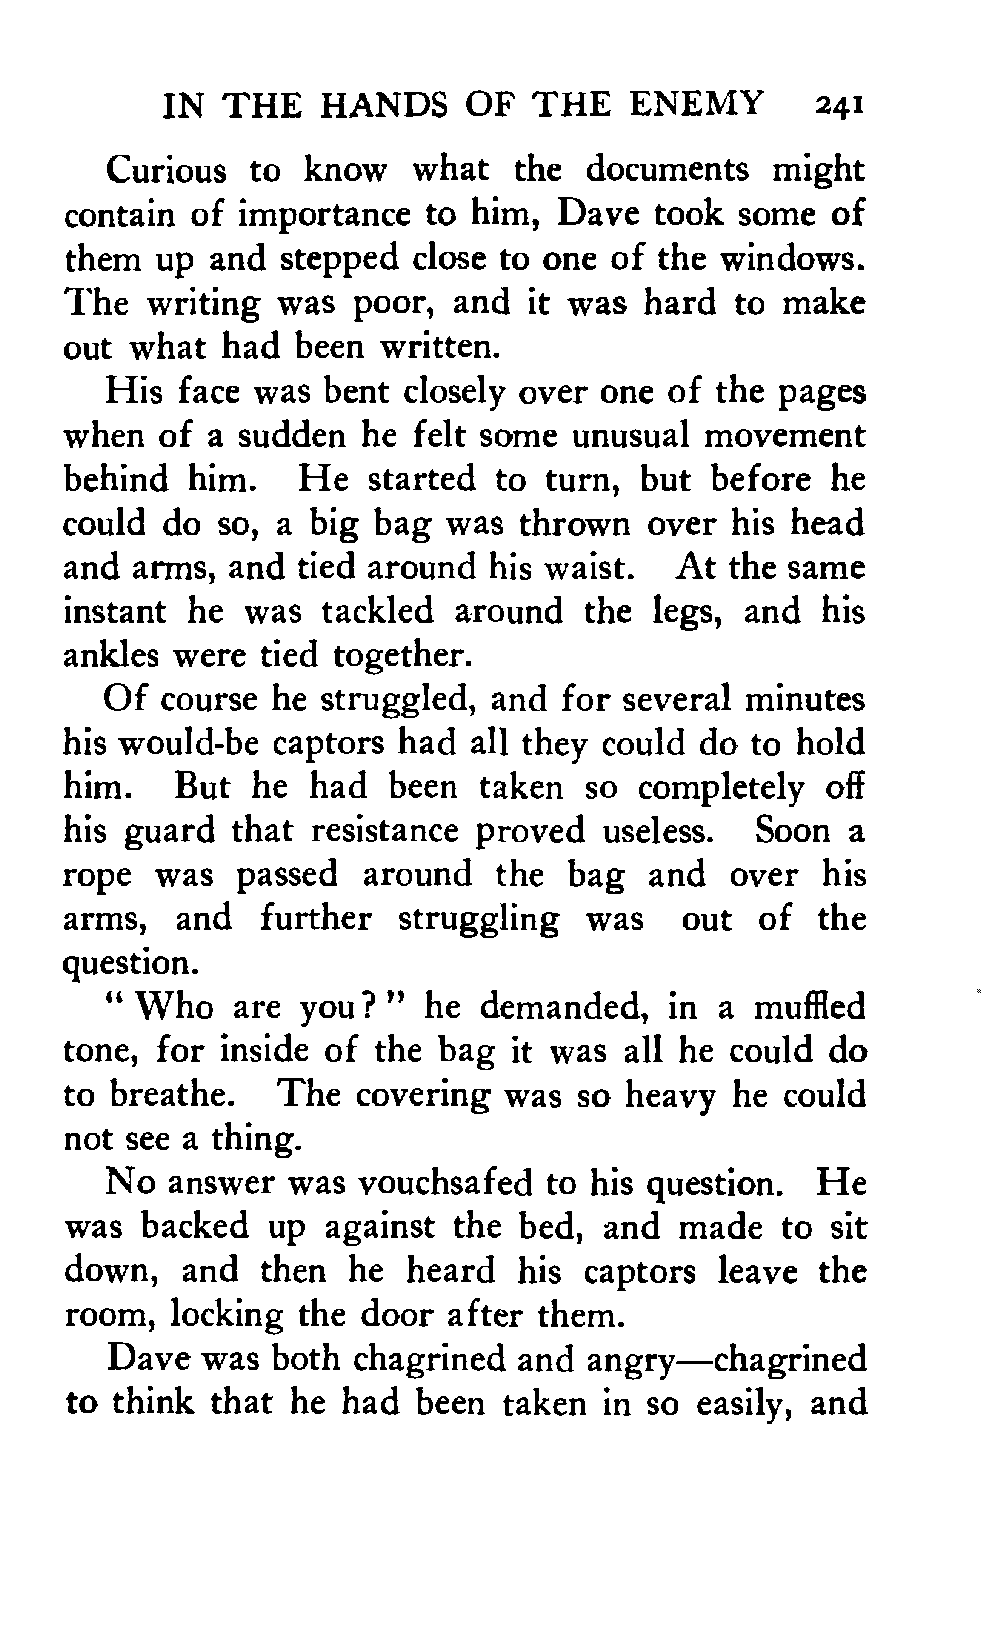 IN THE HANDS OF THE ENEMY 241
Curious to know what the documents might
contain of importance to him, Dave took some of
them up and stepped close to one of the windows.
The writing was poor, and it was hard to make
out what had been written.
His face was bent closely over one of the pages
when of a sudden he felt some unusual movement
behind him. He started to turn, but before he
could do so, a big bag was thrown over his head
and arms, and tied around his waist. At the same
instant he was tackled around the legs, and his
ankles were tied together.
Of course he struggled, and for several minutes
his would-be captors had all they could do to hold
him. But he had been taken so completely off
his guard that resistance proved useless. Soon a
rope was passed around the bag and over his
arms, and further struggling was out of the
question.
" Who are you? " he demanded, in a muffled
tone, for inside of the bag it was all he could do
to breathe. The covering was so heavy he could
not see a thing.
No answer was vouchsafed to his question. He
was backed up against the bed, and made to sit
down, and then he heard his captors leave the
room, locking the door after them.
Dave was both chagrined and angry—chagrined
to think that he had been taken in so easily, and